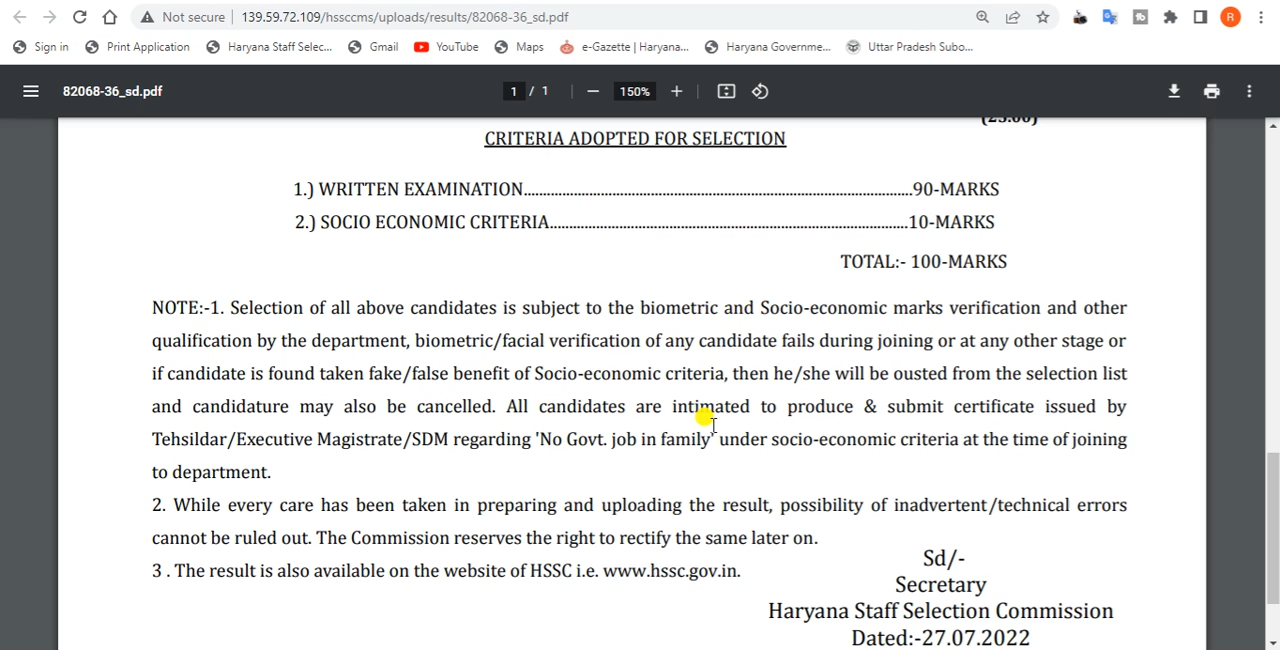 Not secure | 139.59.72.109/hssccms/uploads/results/82068-36_sd.pdf
R
Sign in Print Application Haryana Staff Selec... Gmail YouTube Maps e-Gazette | Haryana... Haryana Governme... Uttar Pradesh Subo...
82068-36_sd.pdf 1 / 1 150%
CRITERIA ADOPTED FOR SELECTION
1.) WRITTEN EXAMINATION..........................................................................................90-MARKS
2.) SOCIO ECONOMIC CRITERIA...................................................................................10-MARKS
TOTAL:- 100-MARKS
NOTE:-1. Selection of all above candidates is subject to the biometric and Socio-economic marks verification and other
qualification by the department, biometric/facial verification of any candidate fails during joining or at any other stage or
if candidate is found taken fake/false benefit of Socio-economic criteria, then he/she will be ousted from the selection list
and candidature may also be cancelled. All candidates are intimated to produce & submit certificate issued by
Tehsildar/Executive Magistrate/SDM regarding 'No Govt. job in family' under socio-economic criteria at the time of joining
to department.
2. While every care has been taken in preparing and uploading the result, possibility of inadvertent/technical errors
cannot be ruled out. The Commission reserves the right to rectify the same later on.
3 . The result is also available on the website of HSSC i.e. www.hssc.gov.in.
Sd/-
Secretary
Haryana Staff Selection Commission
Dated:-27.07.2022